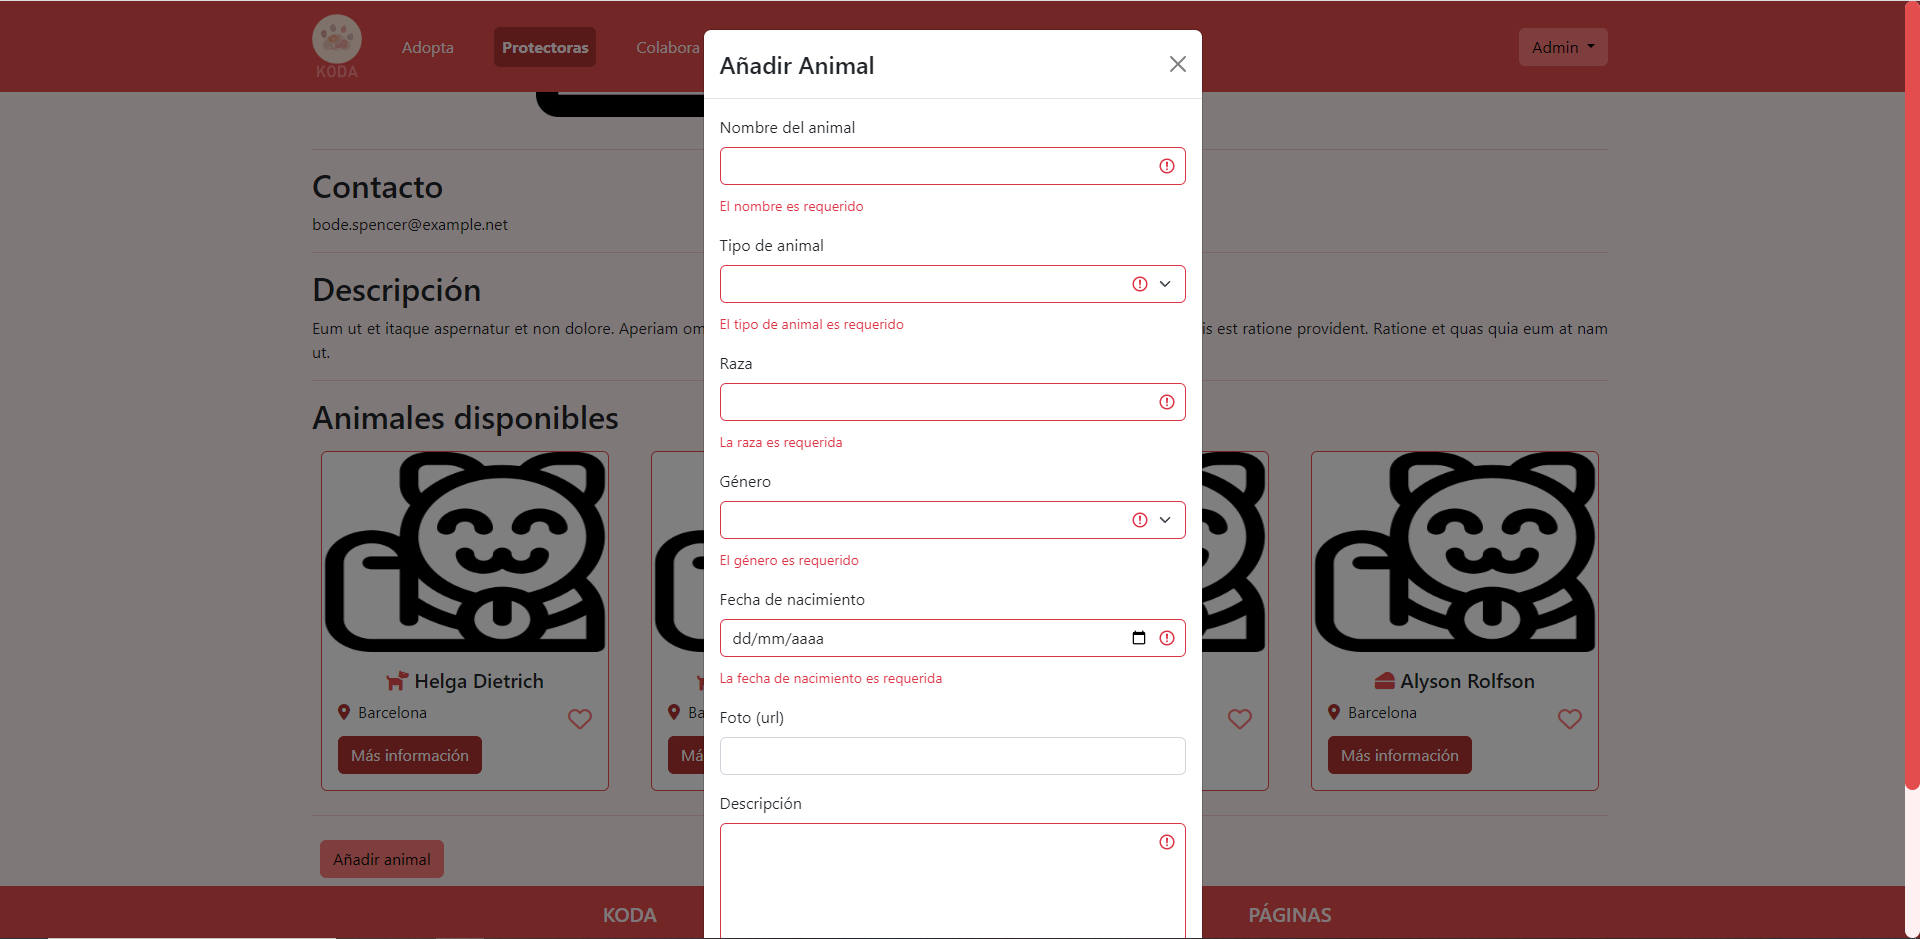 Adopta
Protectoras
Colabora
Admin
KODA
Añadir Animal
Nombre del animal
El nombre es requerido
Tipo de animal
El tipo de animal es requerido
Raza
La raza es requerida
Género
El género es requerido
Fecha de nacimiento
dd/mm/aaaa
La fecha de nacimiento es requerida
Foto (url)
Descripción
Contacto
bode.spencer@example.net
Descripción
Eum ut et itaque aspernatur et non dolore. Aperiam om
is est ratione provident. Ratione et quas quia eum at nam
ut.
Animales disponibles
Helga Dietrich
Barcelona
Más información
Ba
Má
Alyson Rolfson
Barcelona
Más información
Añadir animal
KODA
PÁGINAS